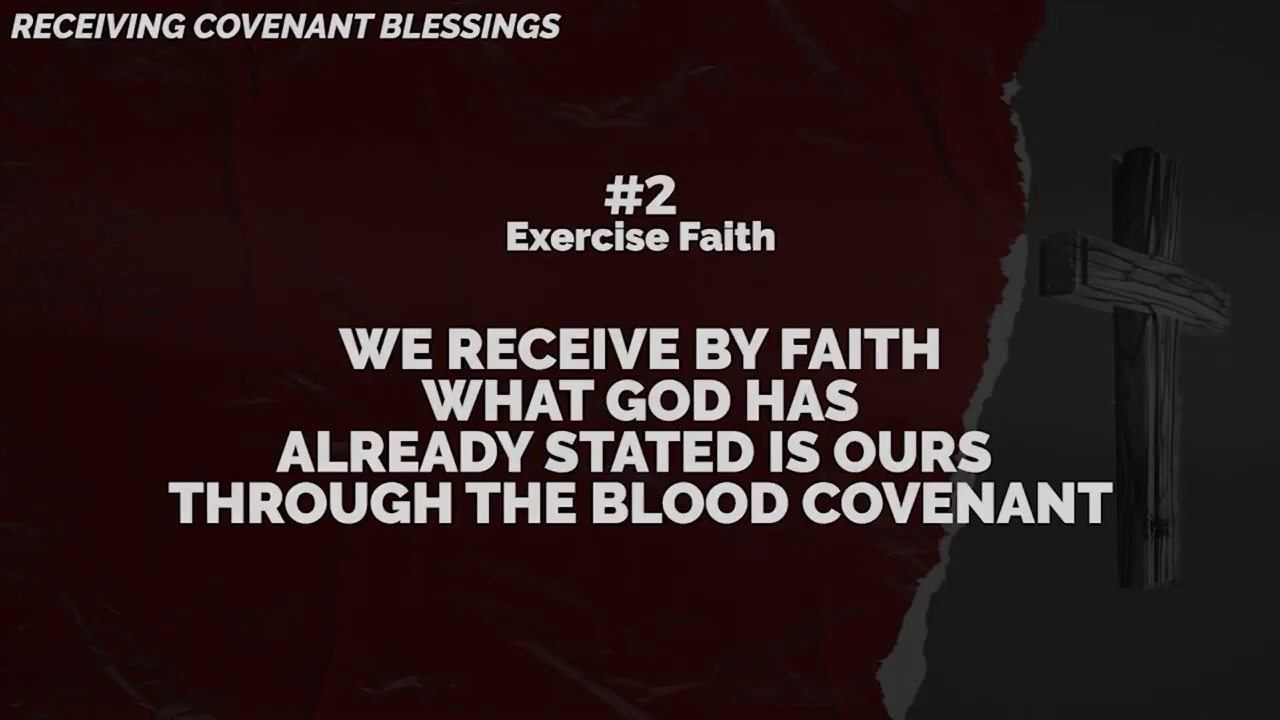 RECEIVING COVENANT BLESSINGS
#2
Exercise Faith
WE RECEIVE BY FAITH
WHAT GOD HAS
ALREADY STATED IS OURS
THROUGH THE BLOOD COVENANT